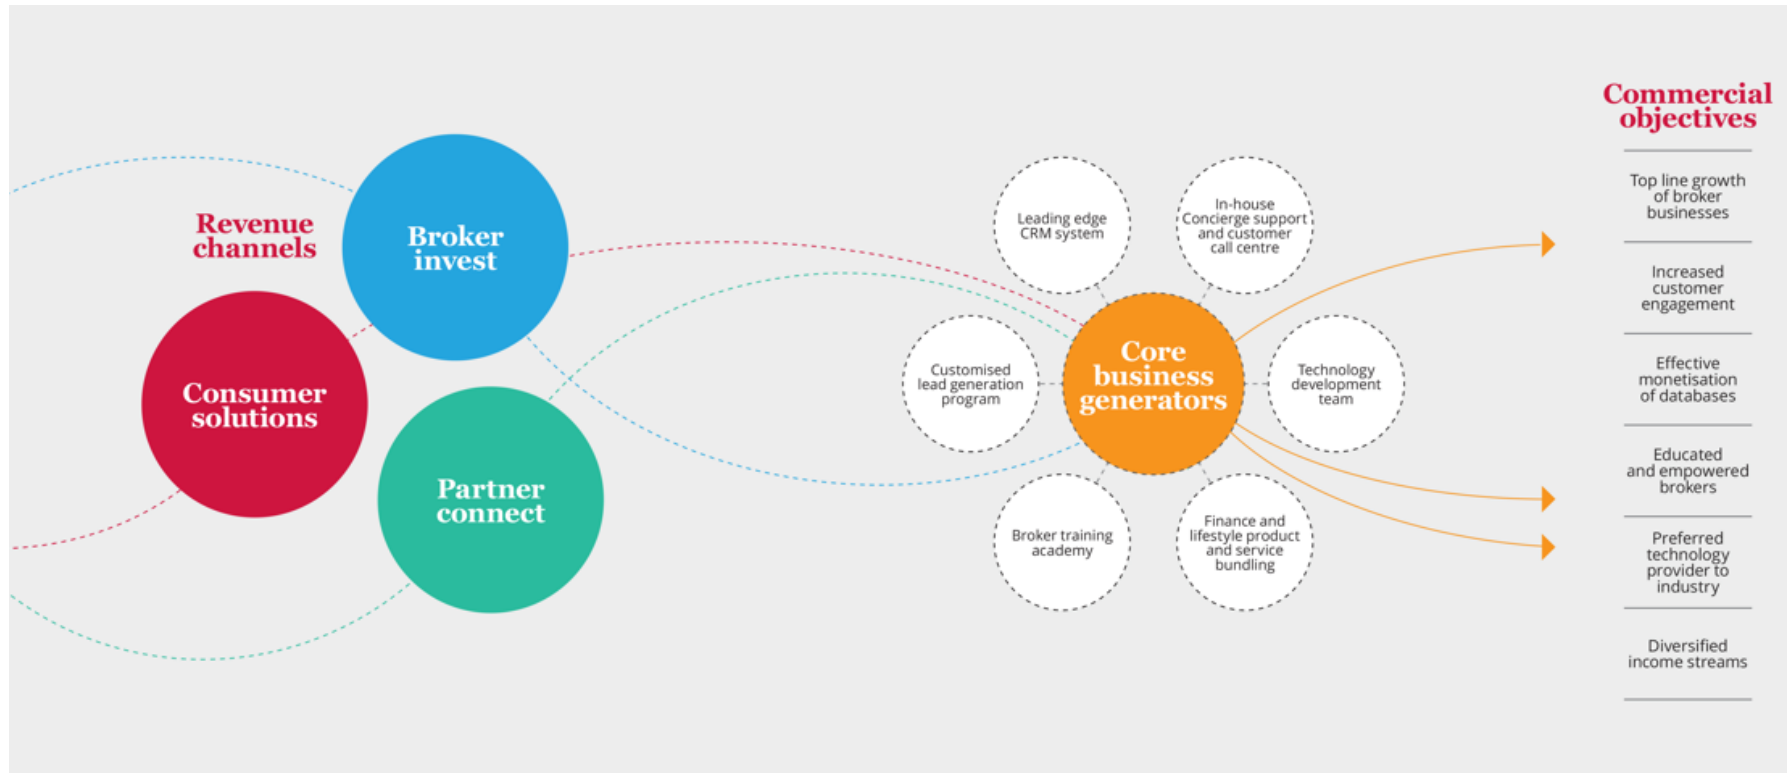 Revenue
channels
Broker
invest
Consumer
solutions
Partner
connect
Leading edge
CRM system
In-house
Concierge support
and customer
call centre
Customised
lead generation
program
Core
business
generators
Technology
development
team
Broker training
academy
Finance and
lifestyle product
and service
bundling
Commercial
objectives
Top line growth
of broker
businesses
Increased
customer
engagement
Effective
monetisation
of databases
Educated
and empowered
brokers
Preferred
technology
provider to
industry
Diversified
income streams